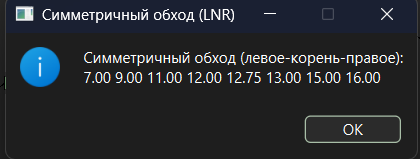 Симметричный обход (LNR)
Симметричный обход (левое-корень-правое):
7.00 9.00 11.00 12.00 12.75 13.00 15.00 16.00
OK